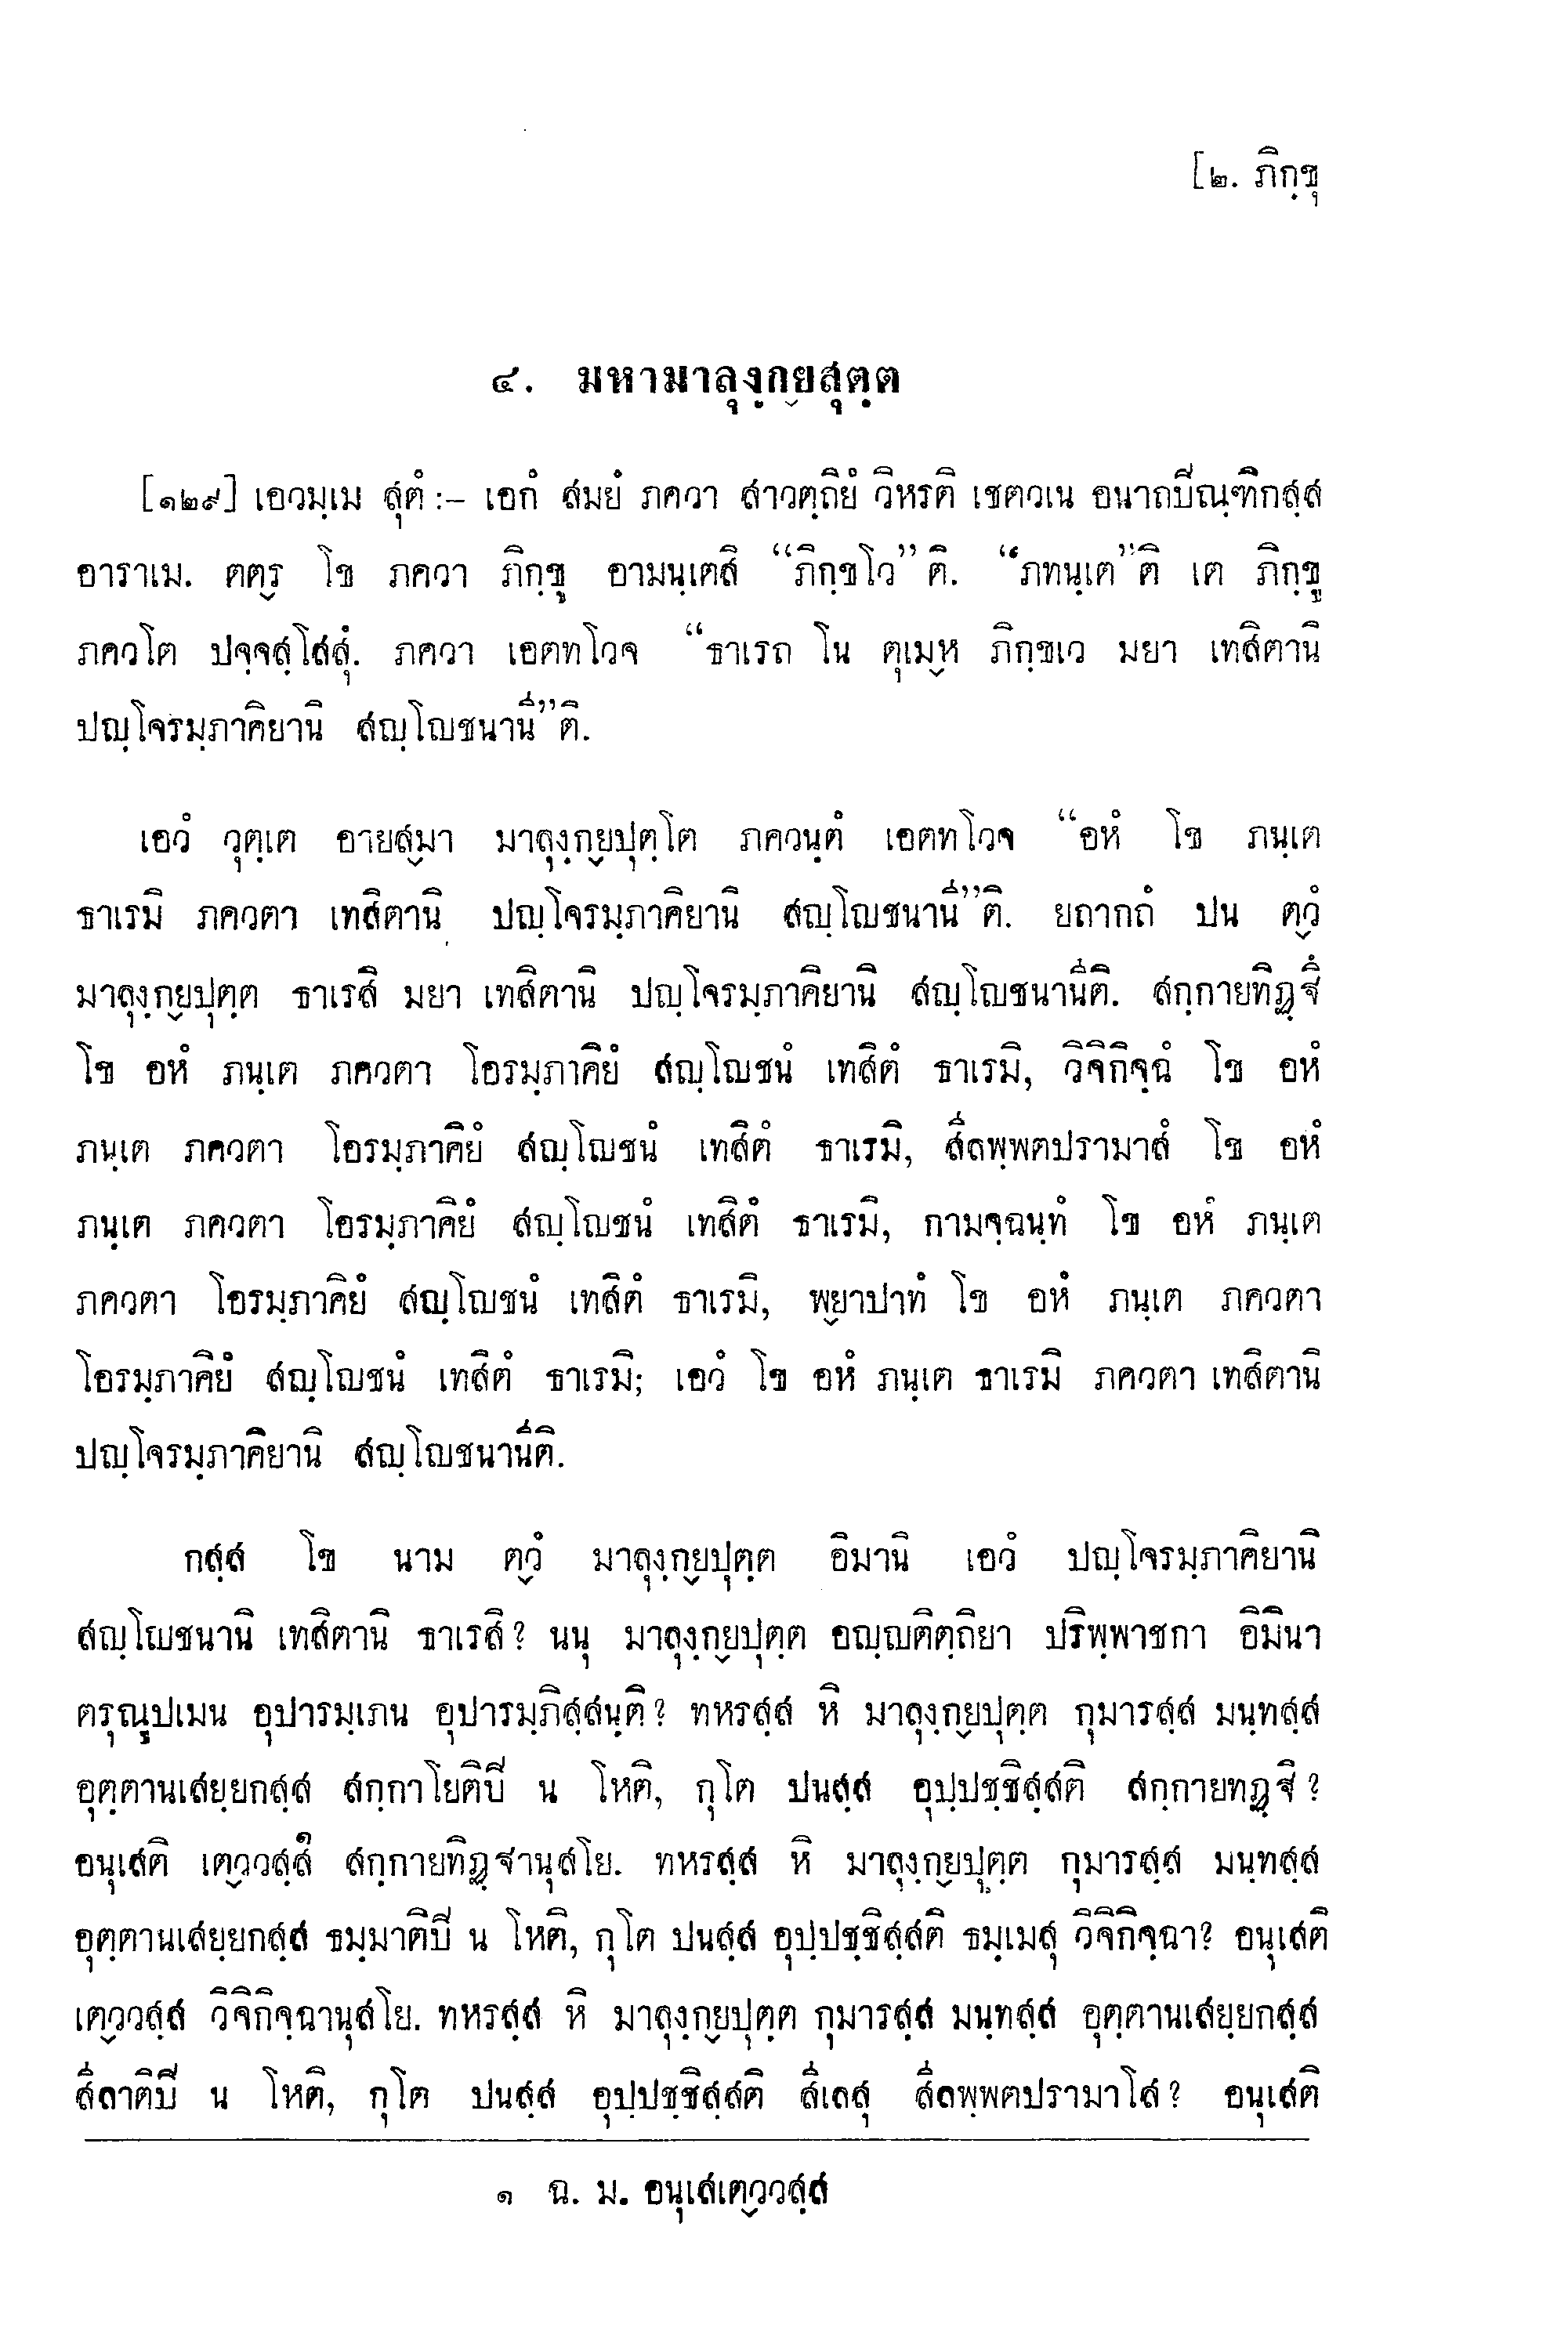 [๒. ภิกฺขุ
๔. มหามาลุงฺก๎ยสุตฺต
[๑๒๙] เอวมฺเม สุตํ :– เอกํ สมยํ ภควา สาวตฺถิยํ วิหรติ เชตวเน อนาถบีณฺฑิกสฺส
อาราเม. ตต๎ร โข ภควา ภิกฺขู อามนฺเตสิ “ภิกฺขโว” ติ. “ภทนฺเต”ติ เต ภิกฺขู
ภควโต ปจฺจสฺโสสุํ. ภควา เอตทโวจ “ธาเรถ โน ตุเม๎ห ภิกฺขเว มยา เทสิตานิ
ปญฺโจรมฺภาคิยานิ สญฺโญชนานี”ติ.
เอวํ วุตฺเต อายส๎มา มาลุงฺก๎ยปุตฺโต ภควนฺตํ เอตทโวจ “อหํ โข ภนฺเต
ธาเรมิ ภควตา เทสิตานิ ปญฺโจรมฺภาคิยานิ สญฺโญชนานี”ติ. ยถากถํ ปน ต๎วํ
มาลุงฺก๎ยปุตฺต ธาเรสิ มยา เทสิตานิ ปญฺโจรมฺภาคิยานิ สญฺโญชนานีติ. สกฺกายทิฏฺฐึ
โข อหํ ภนฺเต ภควตา โอรมฺภาคิยํ สญฺโญชนํ เทสิตํ ธาเรมิ, วิจิกิจฺฉํ โข อหํ
ภนฺเต ภควตา โอรมฺภาคิยํ สญฺโญชนํ เทสิตํ ธาเรมิ, สีลพฺพตปรามาสํ โข อหํ
ภนฺเต ภควตา โอรมฺภาคิยํ สญฺโญชนํ เทสิตํ ธาเรมิ, กามจฺฉนฺทํ โข อหํ ภนฺเต
ภควตา โอรมฺภาคิยํ สญฺโญชนํ เทสิตํ ธาเรมิ, พ๎ยาปาทํ โข อหํ ภนฺเต ภควตา
โอรมฺภาคิยํ สญฺโญชนํ เทสิตํ ธาเรมิ; เอวํ โข อหํ ภนฺเต ธาเรมิ ภควตา เทสิตานิ
ปญฺโจรมฺภาคิยานิ สญฺโญชนานีติ.
กสฺส โข นาม ต๎วํ มาลุงฺก๎ยปุตฺต อิมานิ เอวํ ปญฺโจรมฺภาคิยานิ
สญฺโญชนานิ เทสิตานิ ธาเรสิ? นนุ มาลุงฺก๎ยปุตฺต อญฺญติตฺถิยา ปริพฺพาชกา อิมินา
ตรุณูปเมน อุปารมฺเภน อุปารมฺภิสฺสนฺติ? ทหรสฺส หิ มาลุงฺก๎ยปุตฺต กุมารสฺส มนฺทสฺส
อุตฺตานเสยฺยกสฺส สกฺกาโยติปี น โหติ, กุโต ปนสฺส อุปฺปชฺชิสฺสติ สกฺกายทฏฺฐิ?
อนุเสติ เต๎ววสฺส๑ สกฺกายทิฏฺฐานุสโย. ทหรสฺส หิ มาลุงฺก๎ยปุตฺต กุมารสฺส มนฺทสฺส
อุตฺตานเสยฺยกสฺส ธมฺมาติปี น โหติ, กุโต ปนสฺส อุปฺปชฺชิสฺสติ ธมฺเมสุ วิจิกิจฺฉา? อนุเสติ
เต๎ววสฺส วิจิกิจฺฉานุสโย. ทหรสฺส หิ มาลุงฺก๎ยปุตฺต กุมารสฺส มนฺทสฺส อุตฺตานเสยฺยกสฺส
สีลาติปี น โหติ, กุโต ปนสฺส อุปฺปชฺชิสฺสติ สีเลสุ สีลพฺพตปรามาโส? อนุเสติ
๑ ฉ. ม. อนุเสเต๎ววสฺส